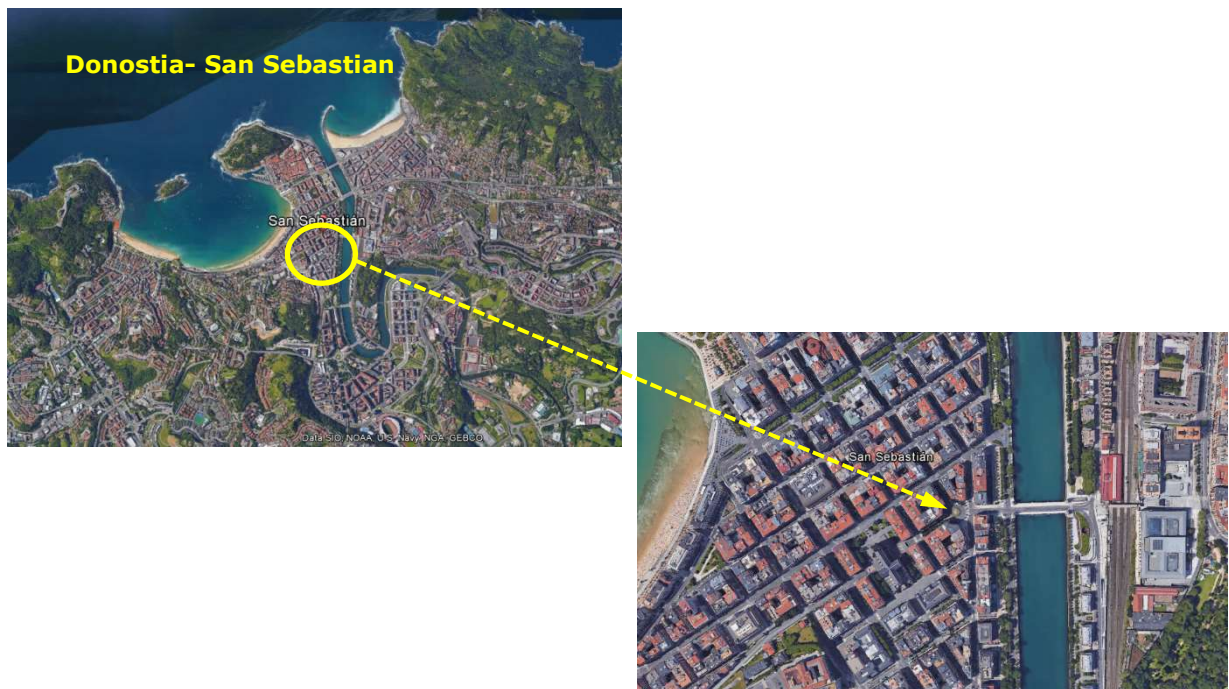 Donostia- San Sebastian
San Sebastián
Data SIO, NOAA, U.S. Navy, NGA, GEBCO
San Sebastián